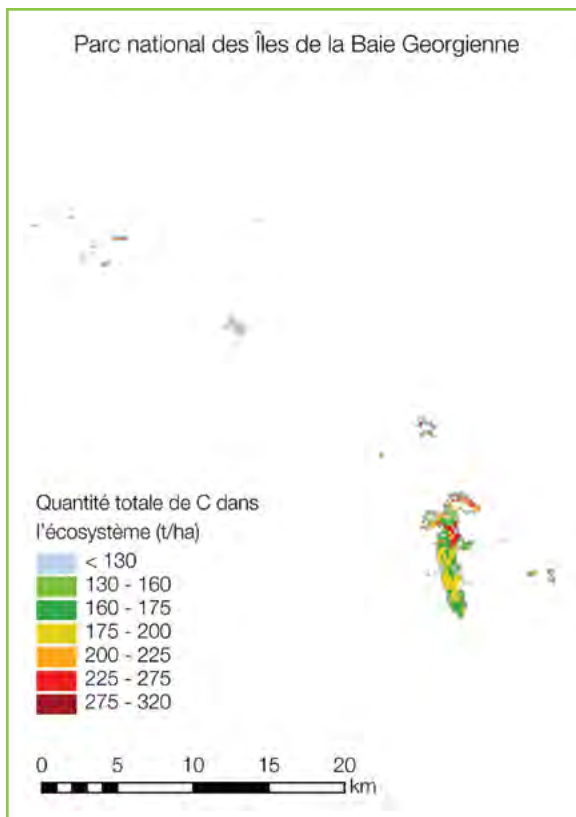 Parc national des Îles de la Baie Georgienne
Quantité totale de C dans
l'écosystème (t/ha)
< 130
130 - 160
160 - 175
175 - 200
200 - 225
225 - 275
275 - 320
0 5 10 15 20
km